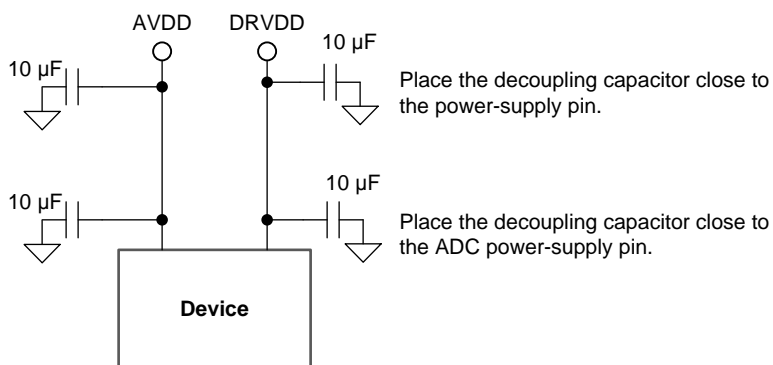 AVDD
DRVDD
10 µF
10 µF
Place the decoupling capacitor close to
the power-supply pin.
10 µF
10 µF
Place the decoupling capacitor close to
the ADC power-supply pin.
Device